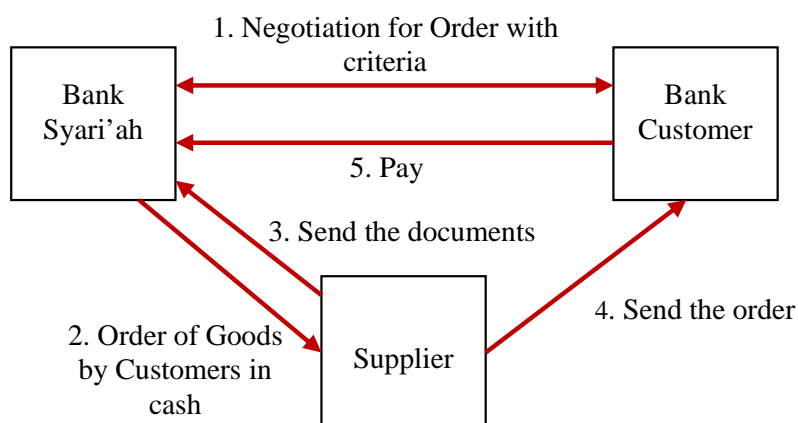 1. Negotiation for Order with
criteria
Bank
Syari’ah
Bank
Customer
5. Pay
3. Send the documents
4. Send the order
2. Order of Goods
by Customers in
cash
Supplier